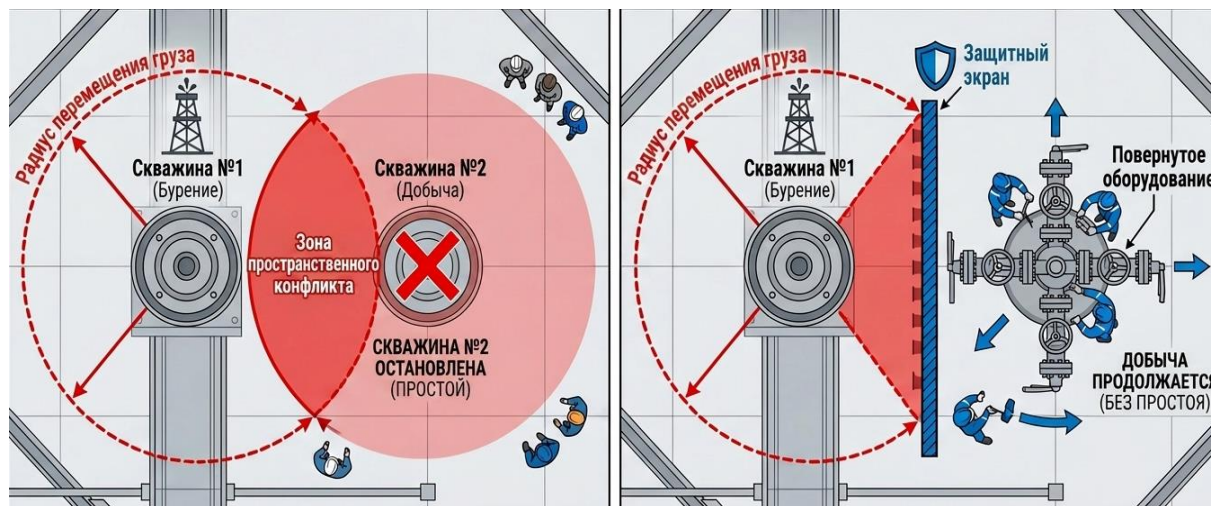 Радиус перемещения груза
Скважина №1
(Бурение)
Скважина №2
(Добыча)
Зона
пространственного
конфликта
СКВАЖИНА №2
ОСТАНОВЛЕНА
(ПРОСТОЙ)
Радиус перемещения груза
Скважина №1
(Бурение)
Защитный
экран
Повернутое
оборудование
ДОБЫЧА
ПРОДОЛЖАЕТСЯ
(БЕЗ ПРОСТОЯ)